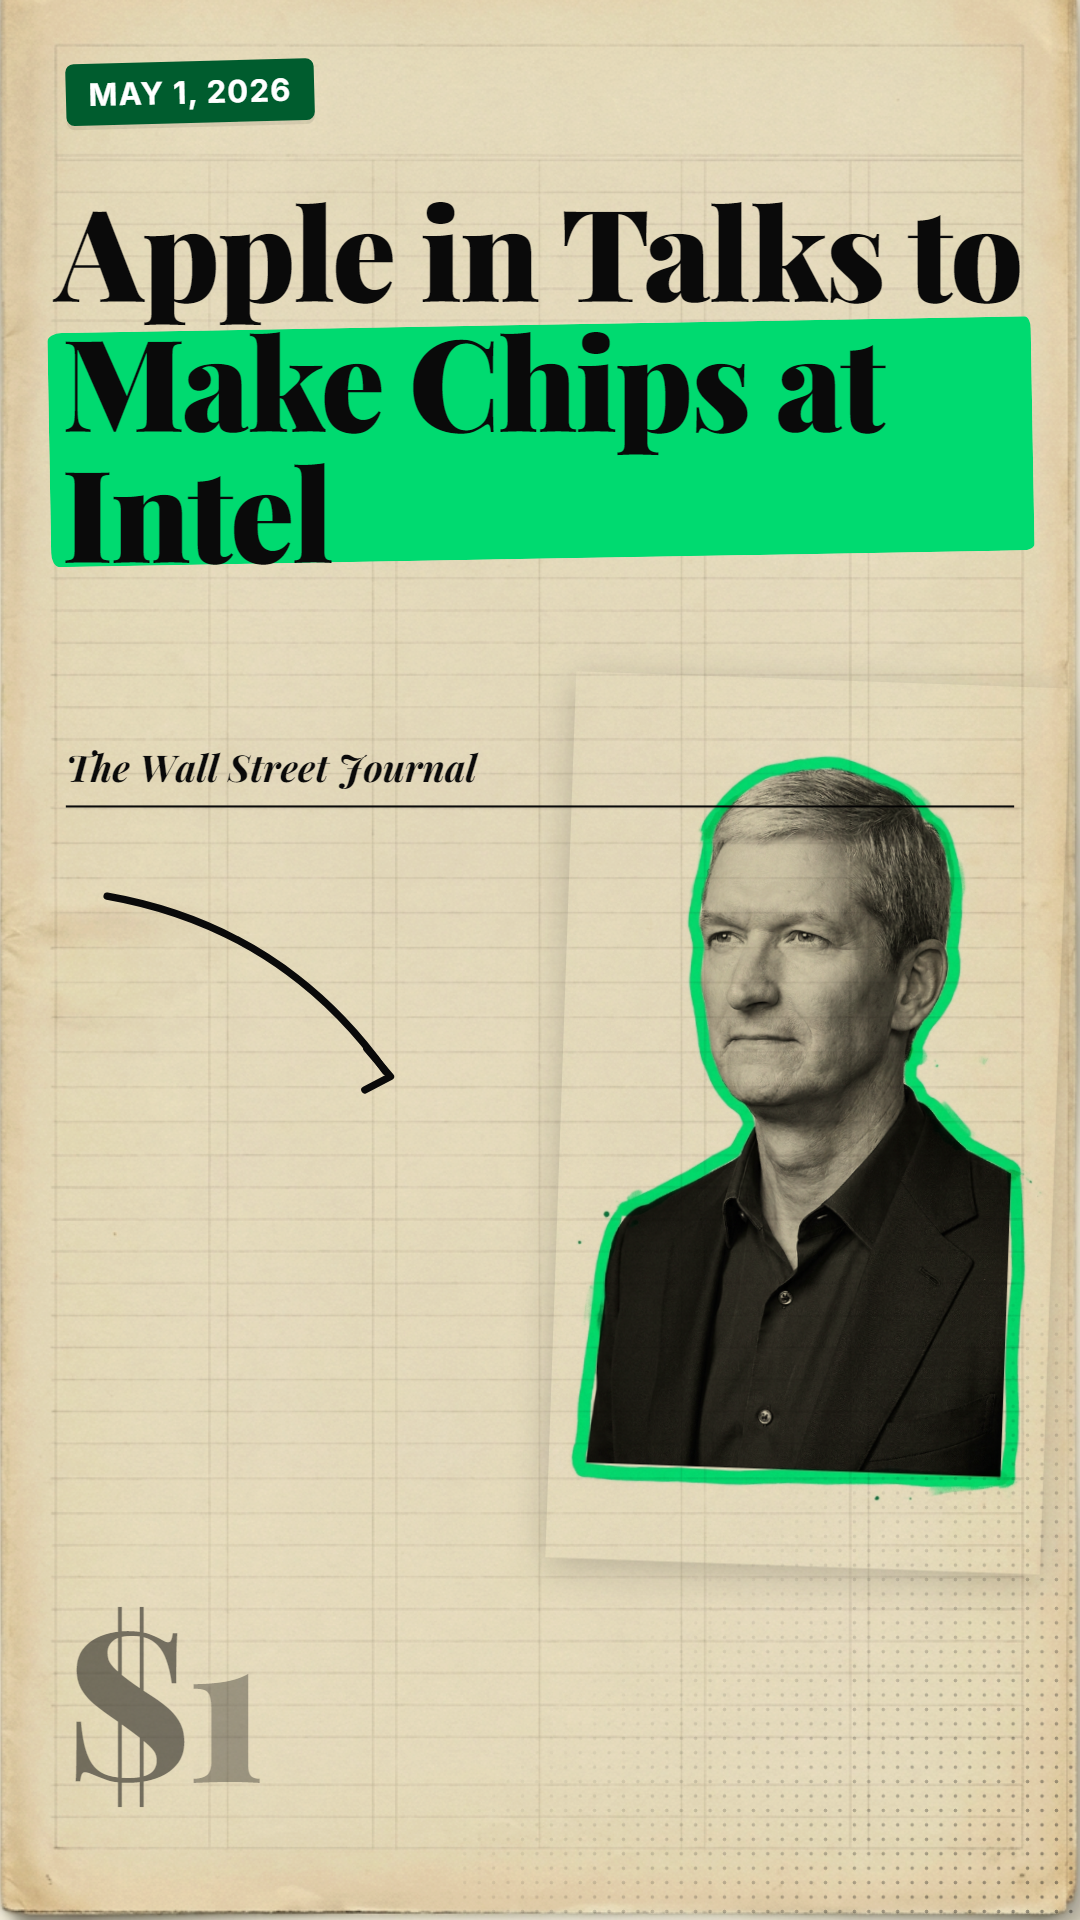 MAY 1, 2026
Apple in Talks to
Make Chips at
Intel
The Wall Street Journal
$1